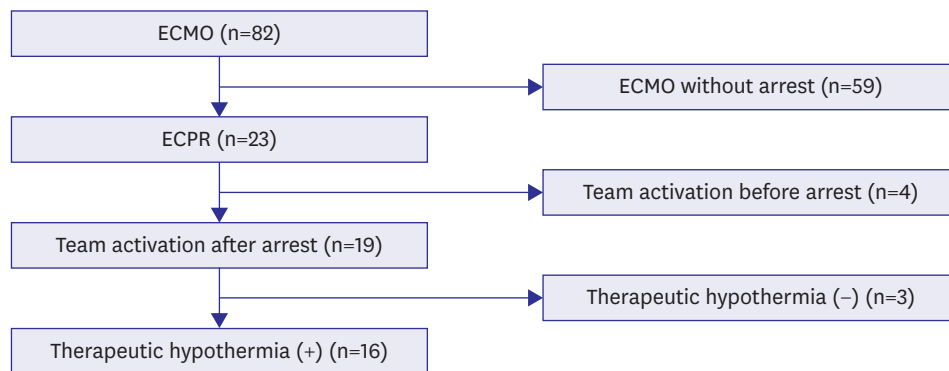 ECMO (n=82)
ECMO without arrest (n=59)
ECPR (n=23)
Team activation before arrest (n=4)
Team activation after arrest (n=19)
Therapeutic hypothermia (−) (n=3)
Therapeutic hypothermia (+) (n=16)